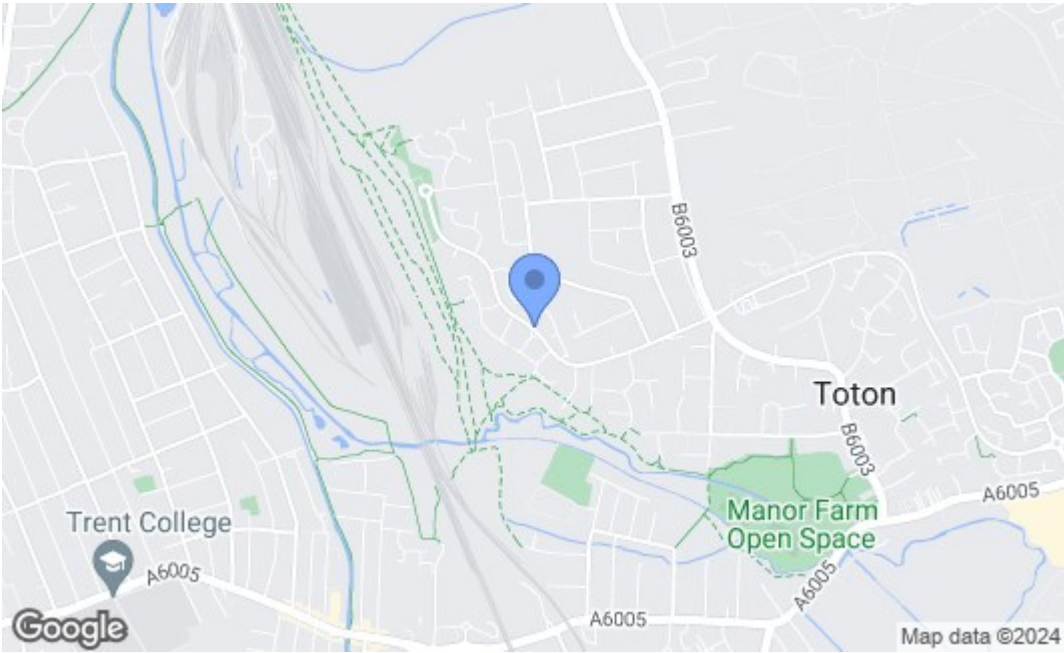 B6003
Toton
B6003
A6005
Manor Farm
Open Space
Trent College
A6005
A6005
A6005
Google
Map data ©2024